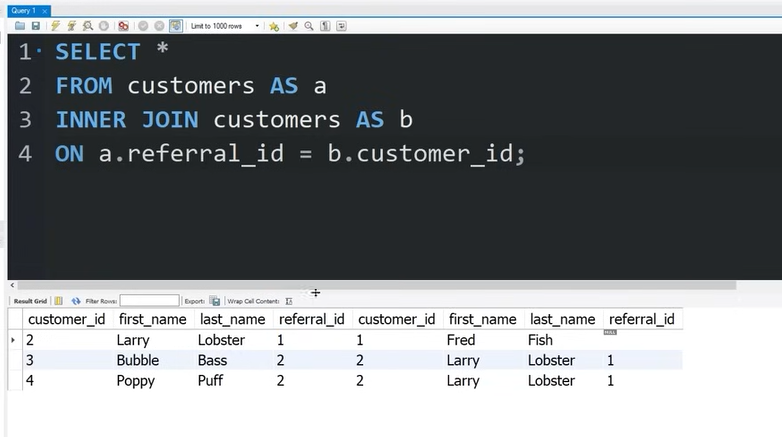 Query 1
Limit to 1000 rows
1 SELECT *
2 FROM customers AS a
3 INNER JOIN customers AS b
4 ON a.referral_id = b.customer_id;
Result Grid Filter Rows: Export: Wrap Cell Content:
customer_id first_name last_name referral_id customer_id first_name last_name referral_id
2 Larry Lobster 1 1 Fred Fish NULL
3 Bubble Bass 2 2 Larry Lobster 1
4 Poppy Puff 2 2 Larry Lobster 1